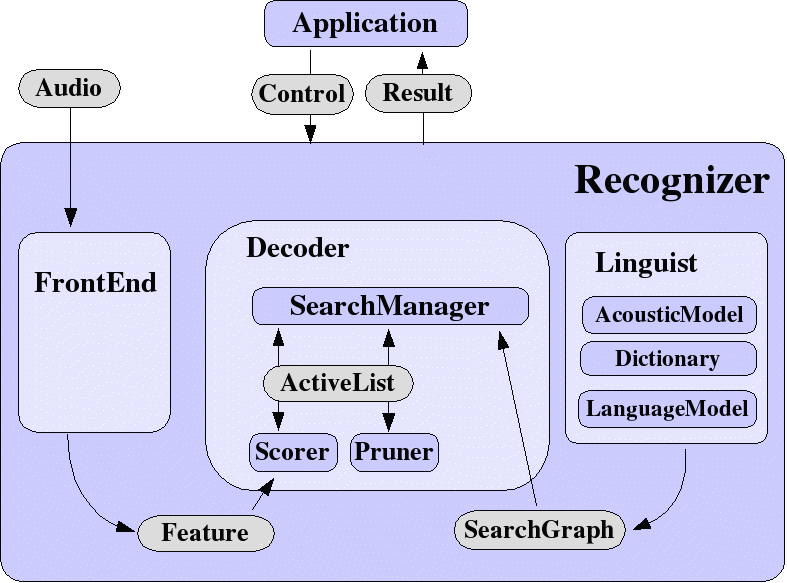 Application
Audio
Control
Result
Recognizer
FrontEnd
Decoder
SearchManager
ActiveList
Scorer
Pruner
Linguist
AcousticModel
Dictionary
LanguageModel
Feature
SearchGraph